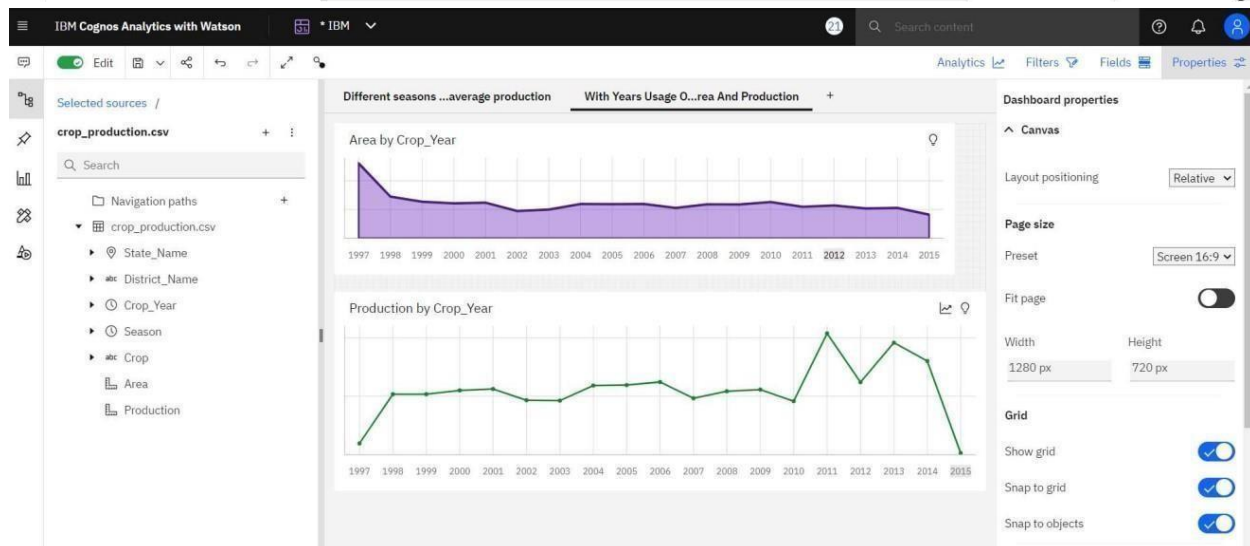 IBM Cognos Analytics with Watson
* IBM
21
Search content
Edit
Analytics
Filters
Fields
Properties
Selected sources /
crop_production.csv
Search
Navigation paths
crop_production.csv
State_Name
abc District_Name
Crop_Year
Season
abc Crop
Area
Production
Different seasons ...average production
With Years Usage O...rea And Production
Area by Crop_Year
1997 1998 1999 2000 2001 2002 2003 2004 2005 2006 2007 2008 2009 2010 2011 2012 2013 2014 2015
Production by Crop_Year
1997 1998 1999 2000 2001 2002 2003 2004 2005 2006 2007 2008 2009 2010 2011 2012 2013 2014 2015
Dashboard properties
Canvas
Layout positioning
Relative
Page size
Preset
Screen 16:9
Fit page
Width
Height
1280 px
720 px
Grid
Show grid
Snap to grid
Snap to objects